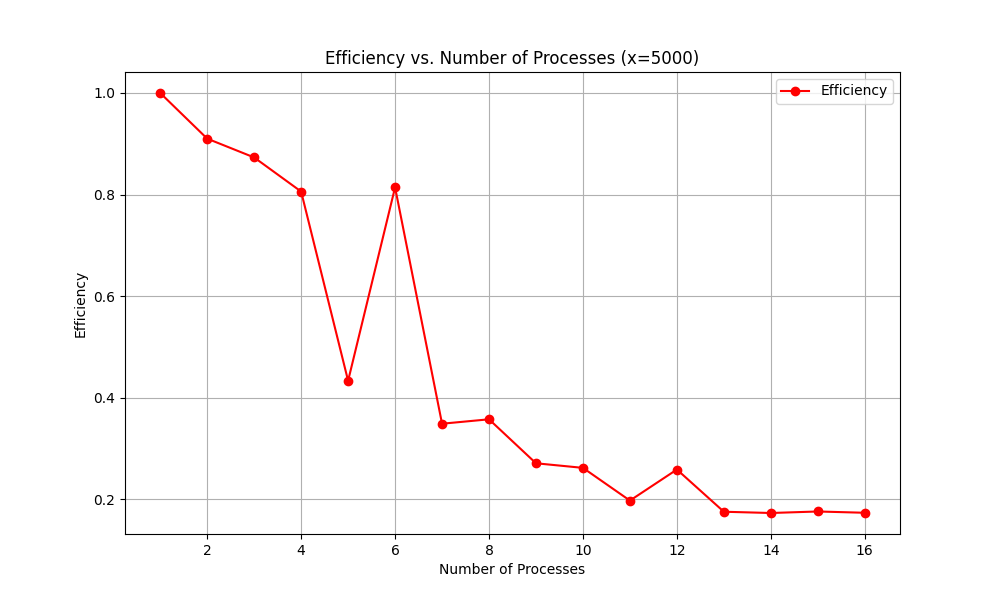 Efficiency vs. Number of Processes (x=5000)
Efficiency
1.0
0.8
0.6
0.4
0.2
Efficiency
2 4 6 8 10 12 14 16
Number of Processes